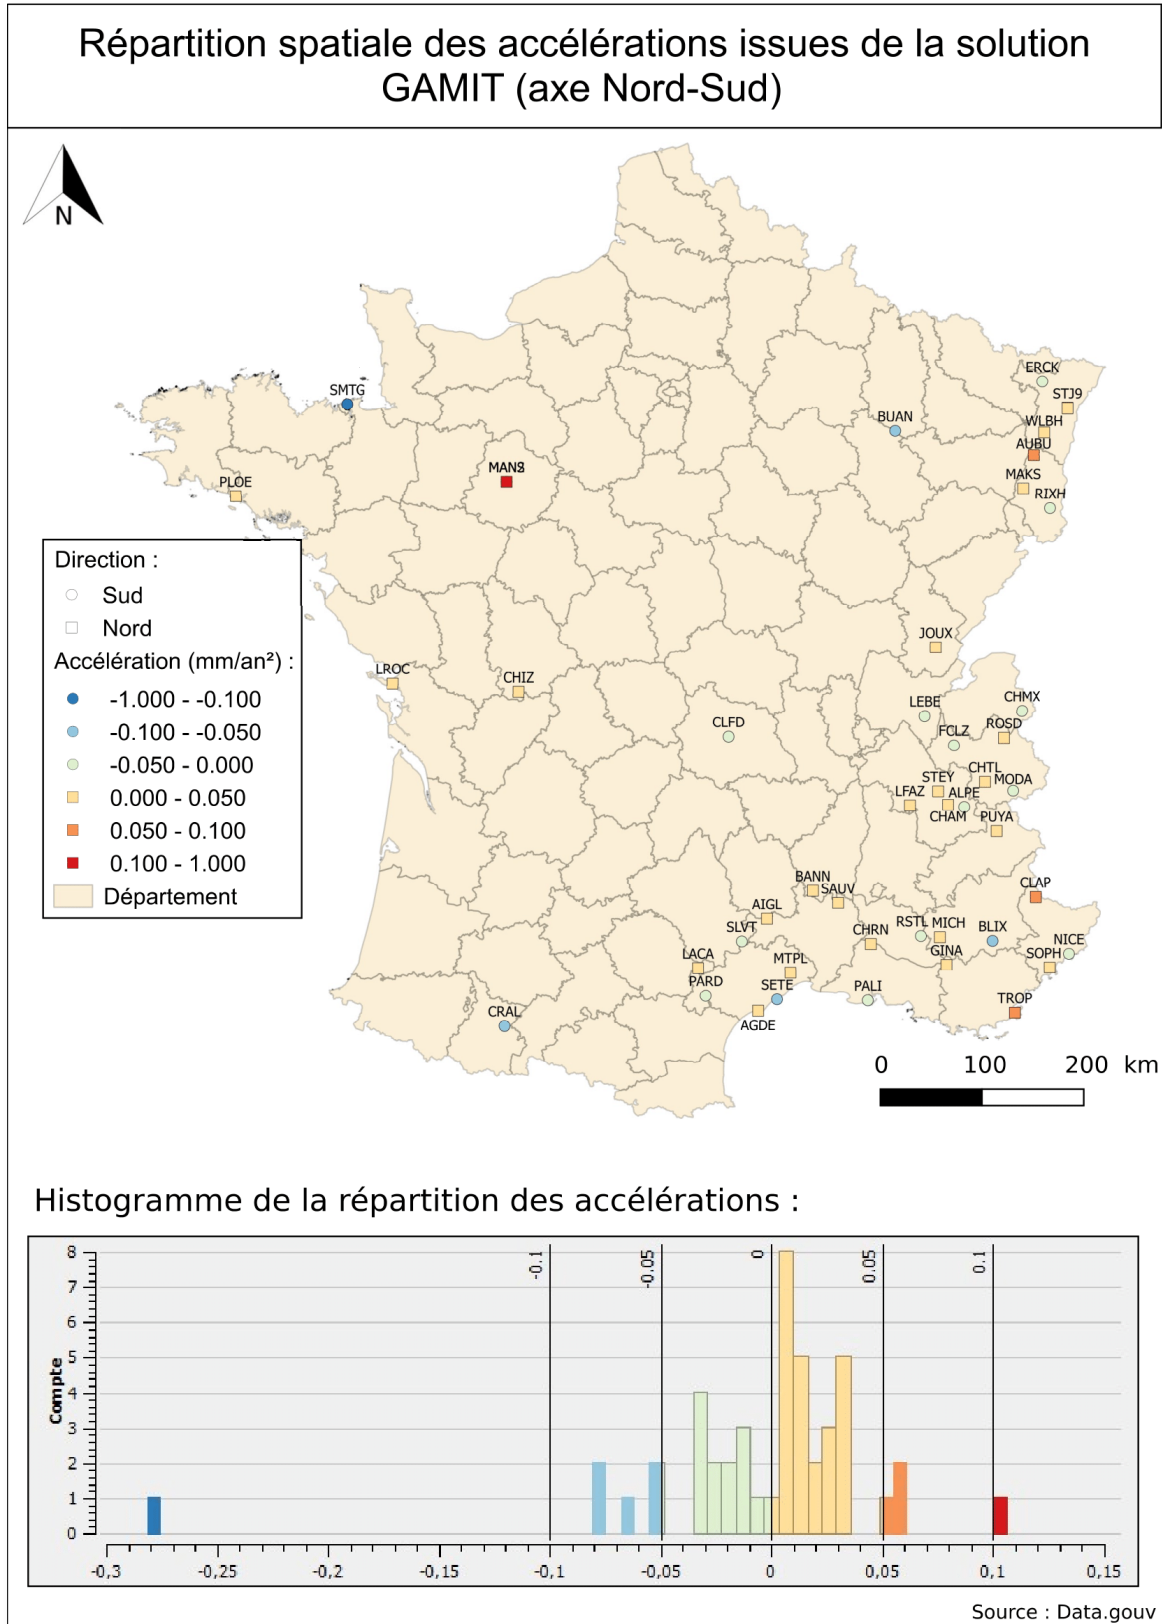 Répartition spatiale des accélérations issues de la solution
GAMIT (axe Nord-Sud)
N
ERCK
STJ9
SMTG
BUAN
WLBH
AUBU
PLOE
MAKS
RIXH
Direction :
Sud
Nord
Accélération (mm/an²) :
-1.000 - -0.100
-0.100 - -0.050
-0.050 - 0.000
0.000 - 0.050
0.050 - 0.100
0.100 - 1.000
Département
JOUX
LROC
CHIZ
LEBE
CHMX
CLFD
FCLZ
ROSD
CHTL
STEY
MODA
LFAZ
ALPE
CHAM
PUYA
BANN
CLAP
SAUV
AIGL
SLVT
CHRN
RSTL
MICH
BLIX
NICE
LACA
MTPL
GINA
SOPH
PARD
SETE
PALI
TROP
CRAL
AGDE
0 100 200 km
Histogramme de la répartition des accélérations :
-0.1 -0.05 0 0.05 0.1
Compte
8
7
6
5
4
3
2
1
0
-0,3 -0,25 -0,2 -0,15 -0,1 -0,05 0 0,05 0,1 0,15
Source : Data.gouv